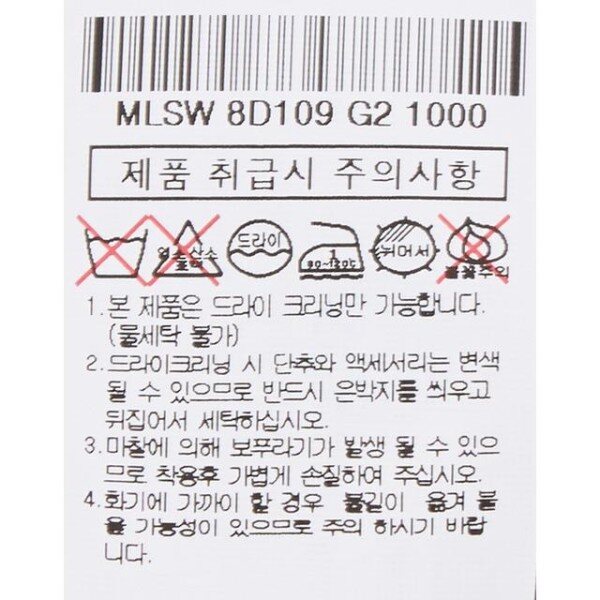 MLSW 8D109 G2 1000
제품 취급시 주의사항
염소산소 표백 드라이 1 80~120℃ 뉘어서 불꽃주의
1. 본 제품은 드라이 크리닝만 가능합니다.
(물세탁 불가)
2. 드라이크리닝 시 단추와 액세서리는 변색
될 수 있으므로 반드시 은박지를 씌우고
뒤집어서 세탁하십시오.
3. 마찰에 의해 보푸라기가 발생 될 수 있으
므로 착용후 가볍게 손질하여 주십시오.
4. 화기에 가까이 할 경우 불길이 옮겨 붙
을 가능성이 있으므로 주의 하시기 바랍
니다.